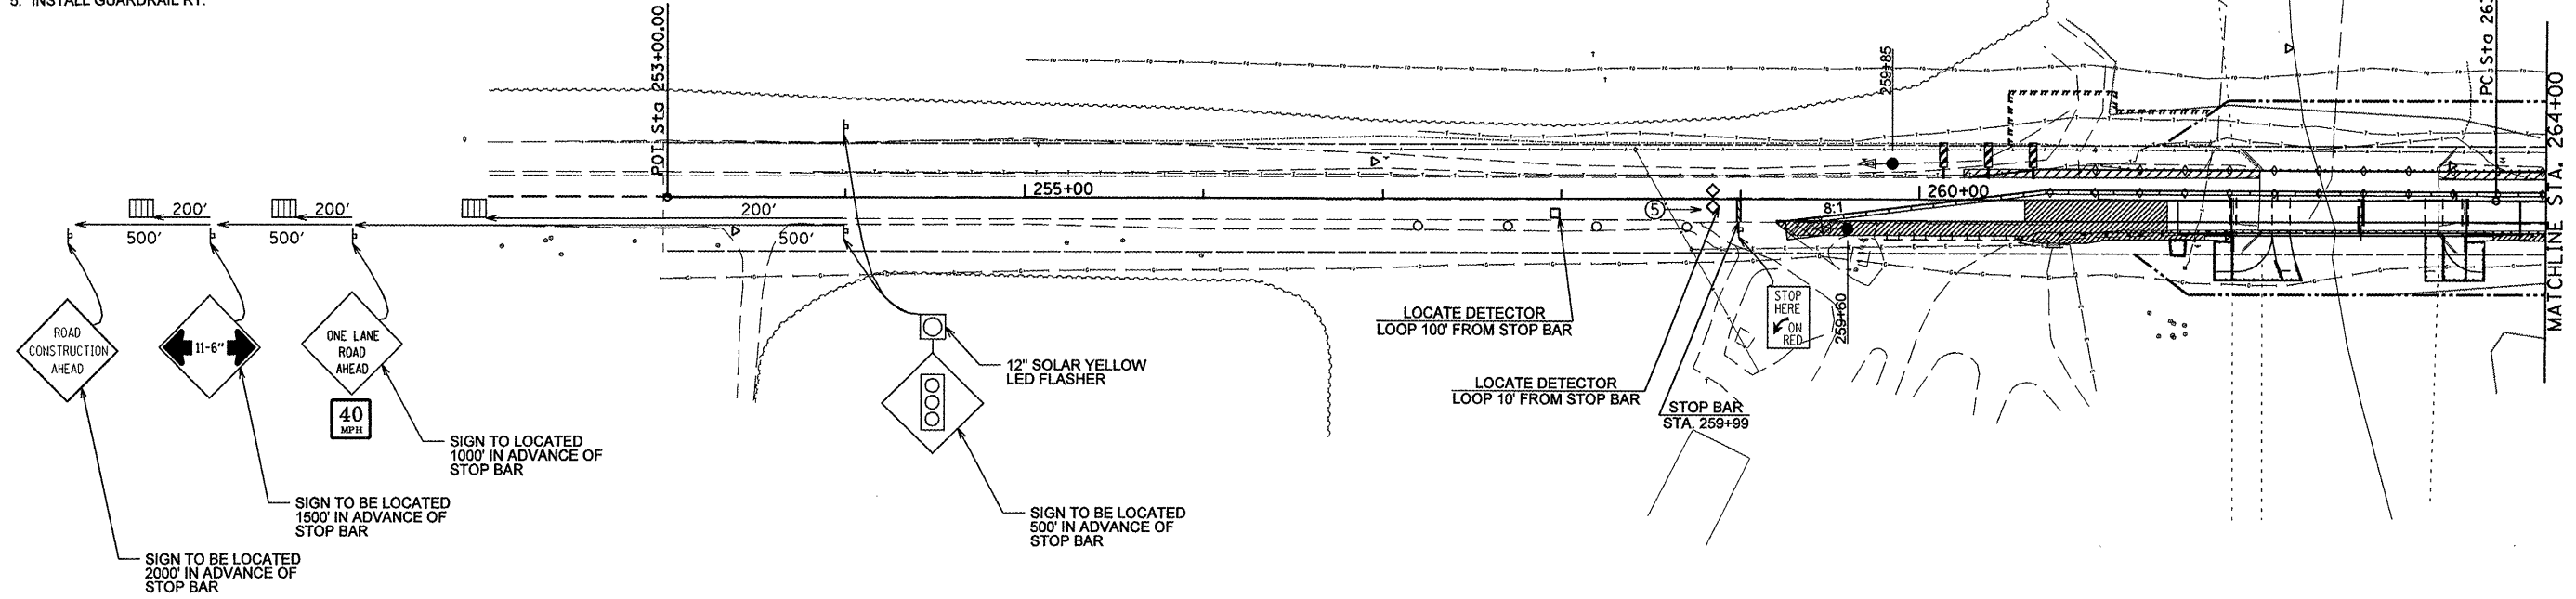 5. INSTALL GUARDRAIL RT.
POT Sta 253+00.00
259+85
PC Sta 263
MATCHLINE STA. 264+00
255+00
260+00
200'
200'
200'
500'
500'
500'
5
8:1
ROAD
CONSTRUCTION
AHEAD
11-6"
ONE LANE
ROAD
AHEAD
40
MPH
12" SOLAR YELLOW
LED FLASHER
LOCATE DETECTOR
LOOP 100' FROM STOP BAR
STOP
HERE
ON
RED
259+60
LOCATE DETECTOR
LOOP 10' FROM STOP BAR
STOP BAR
STA. 259+99
SIGN TO LOCATED
1000' IN ADVANCE OF
STOP BAR
SIGN TO BE LOCATED
1500' IN ADVANCE OF
STOP BAR
SIGN TO BE LOCATED
500' IN ADVANCE OF
STOP BAR
SIGN TO BE LOCATED
2000' IN ADVANCE OF
STOP BAR